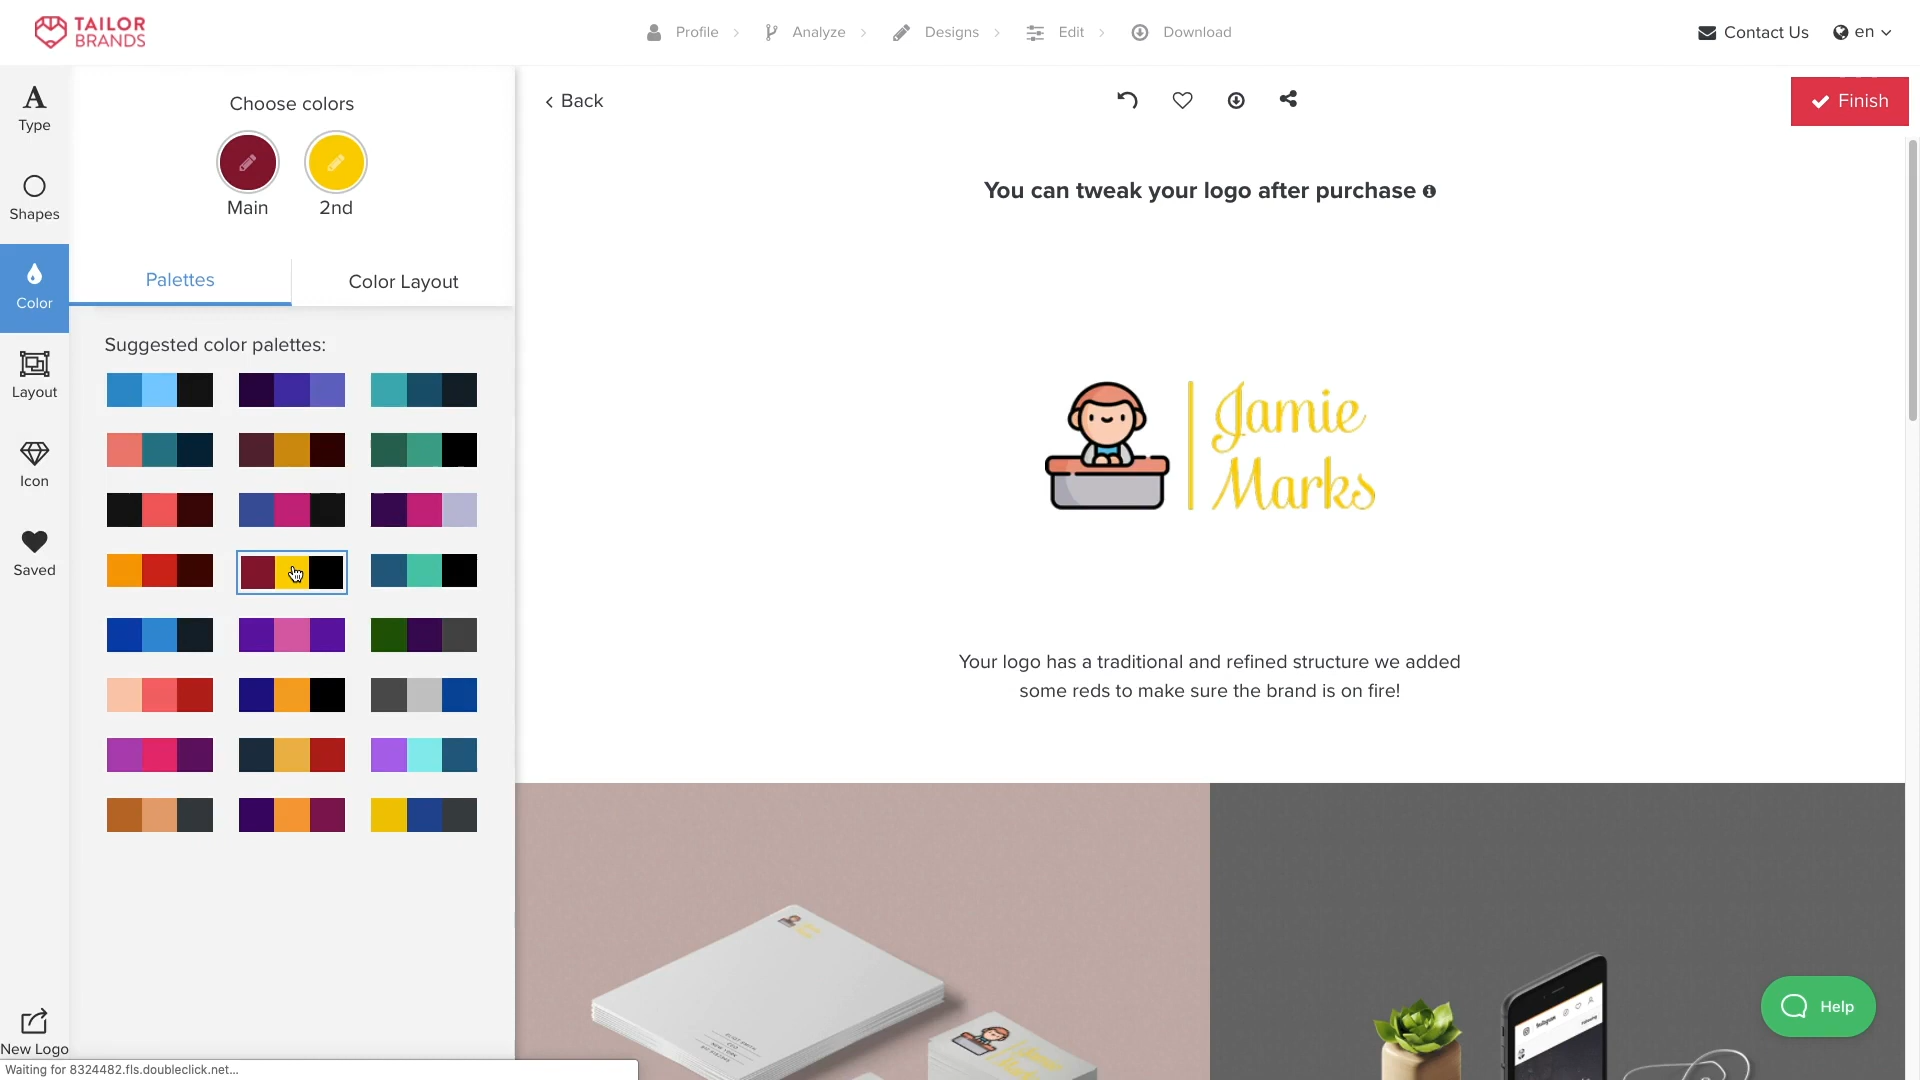 TAILOR
BRANDS
Profile
Analyze
Designs
Edit
Download
Contact Us
en
Type
Shapes
Color
Layout
Icon
Saved
New Logo
Choose colors
Main
2nd
Palettes
Color Layout
Suggested color palettes:
Back
Finish
You can tweak your logo after purchase
Jamie
Marks
Your logo has a traditional and refined structure we added
some reds to make sure the brand is on fire!
Jamie
Marks
Instagram
Help
Waiting for 8324482.fls.doubleclick.net...